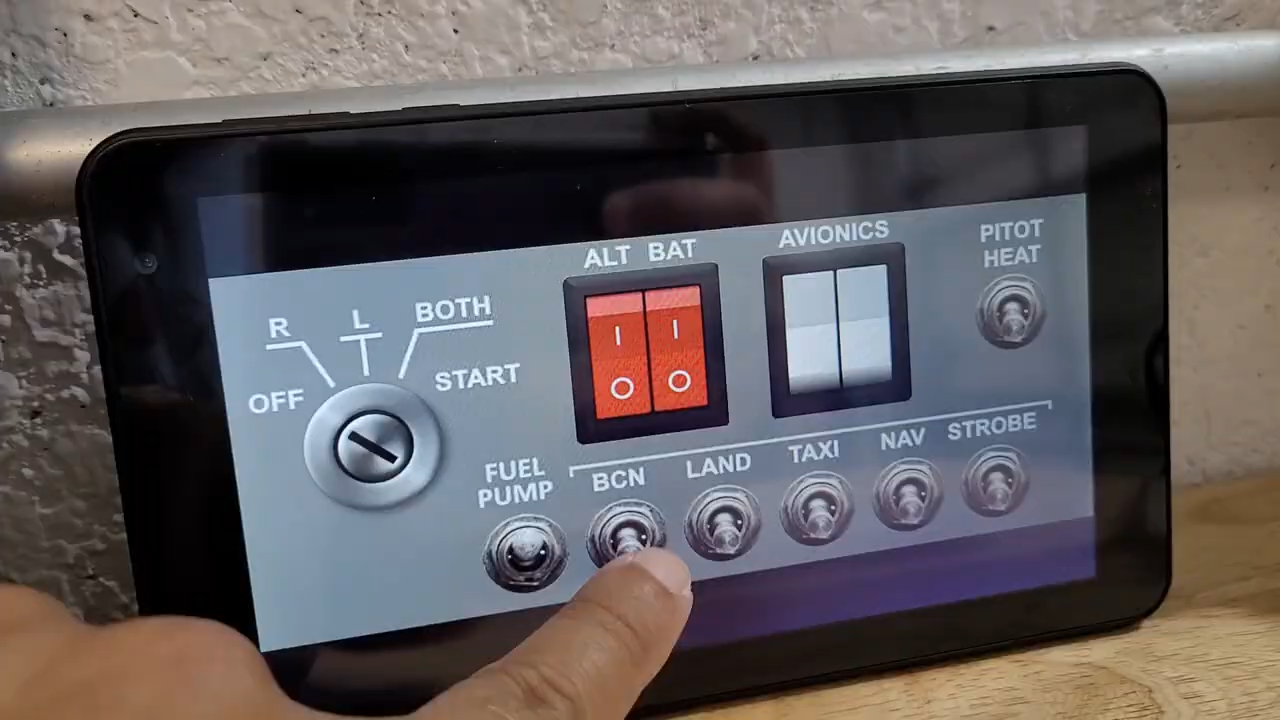 R
L
BOTH
OFF
START
ALT BAT
I I
O O
AVIONICS
PITOT
HEAT
FUEL
PUMP
BCN
LAND
TAXI
NAV
STROBE